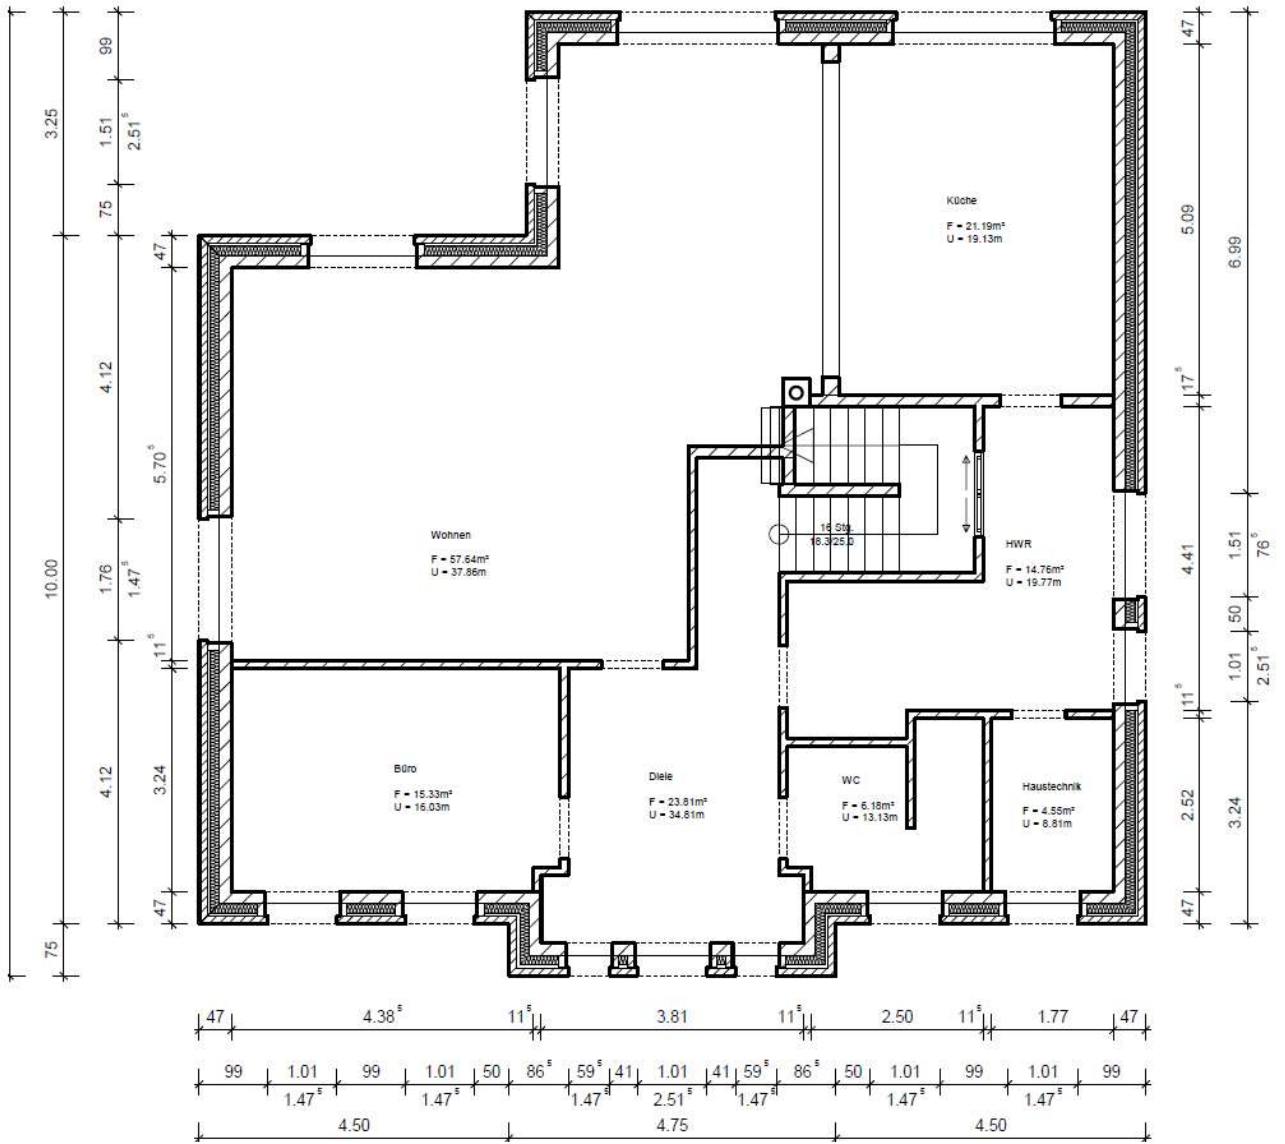 47
99
3.25
1.51
2.51⁵
75
47
4.12
5.70⁵
10.00
1.76
1.47⁵
11⁵
4.12
3.24
47
75
Küche
F = 21.19m²
U = 19.13m
Wohnen
F = 57.64m²
U = 37.86m
16 Stg.
18.3/25.0
HWR
F = 14.76m²
U = 19.77m
Büro
F = 15.33m²
U = 16.03m
Diele
F = 23.81m²
U = 34.81m
WC
F = 6.18m²
U = 13.13m
Haustechnik
F = 4.55m²
U = 8.81m
5.09
6.99
17⁵
4.41
1.51
76⁵
50
1.01
2.51⁵
11⁵
2.52
3.24
47
47 4.38⁵ 11⁵ 3.81 11⁵ 2.50 11⁵ 1.77 47
99 1.01 99 1.01 50 86⁵ 59⁵ 41 1.01 41 59⁵ 86⁵ 50 1.01 99 1.01 99
1.47⁵ 1.47⁵ 1.47⁵ 2.51⁵ 1.47⁵ 1.47⁵ 1.47⁵
4.50 4.75 4.50